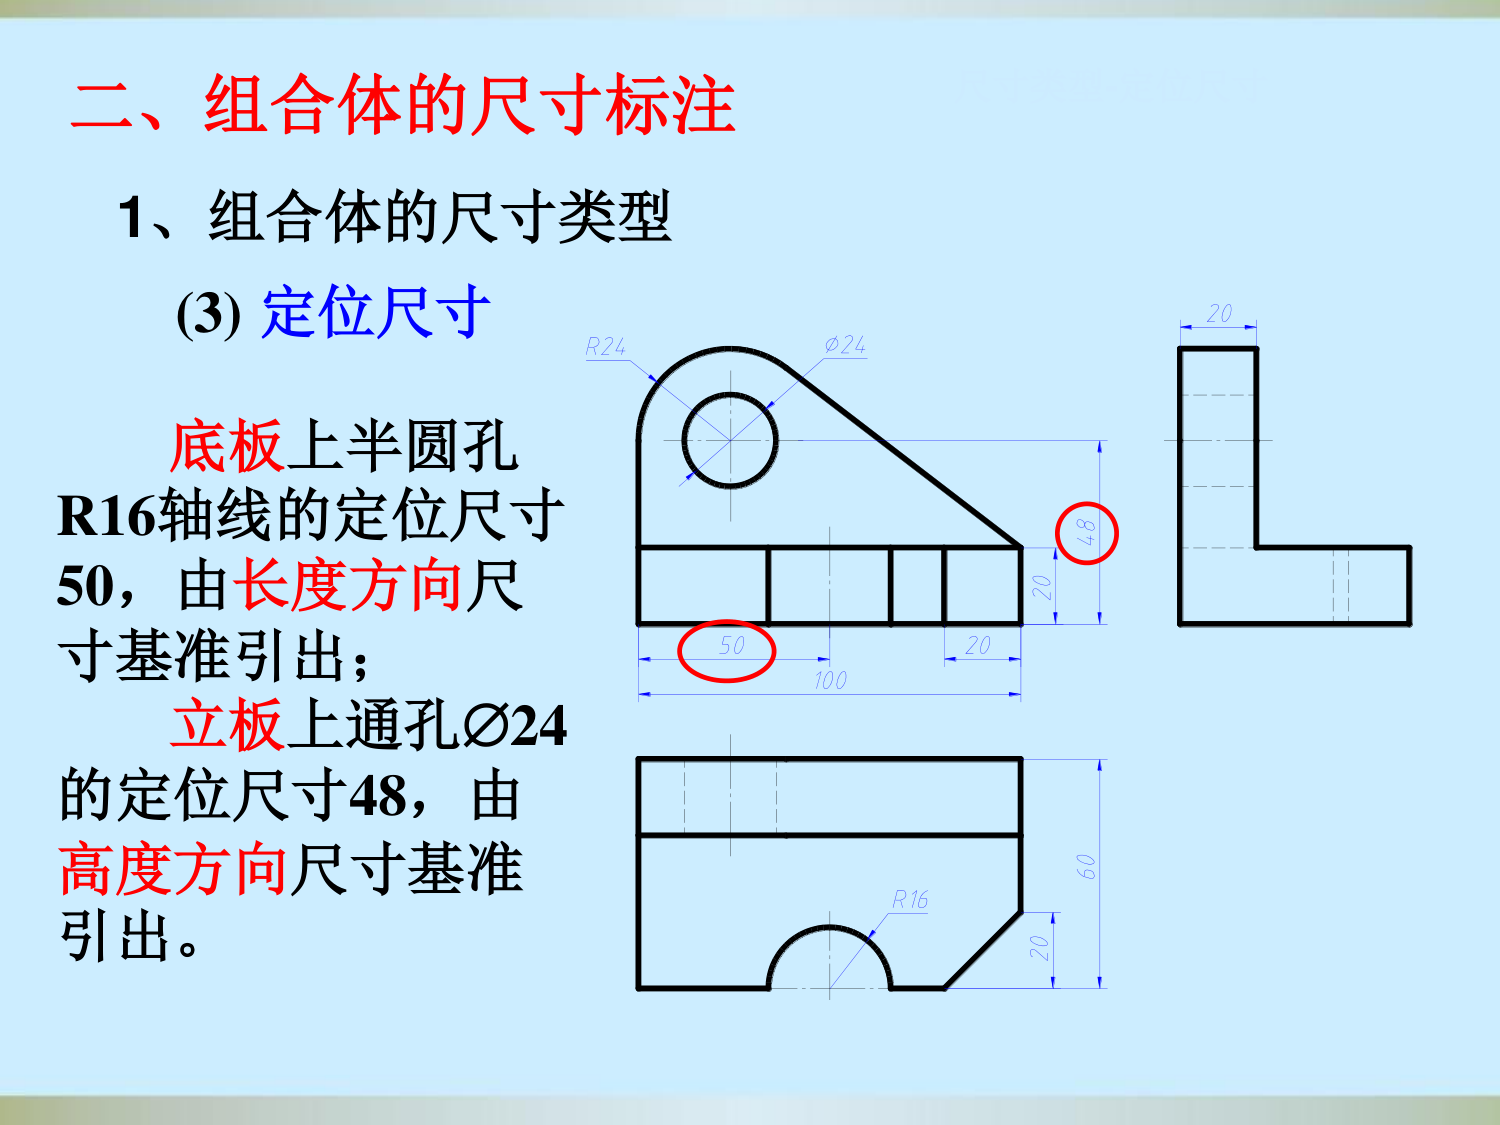 二、组合体的尺寸标注
1、组合体的尺寸类型
(3) 定位尺寸
底板上半圆孔
R16轴线的定位尺寸
50，由长度方向尺
寸基准引出；
立板上通孔∅24
的定位尺寸48，由
高度方向尺寸基准
引出。
R24
⌀24
48
20
50
20
100
20
60
R16
20